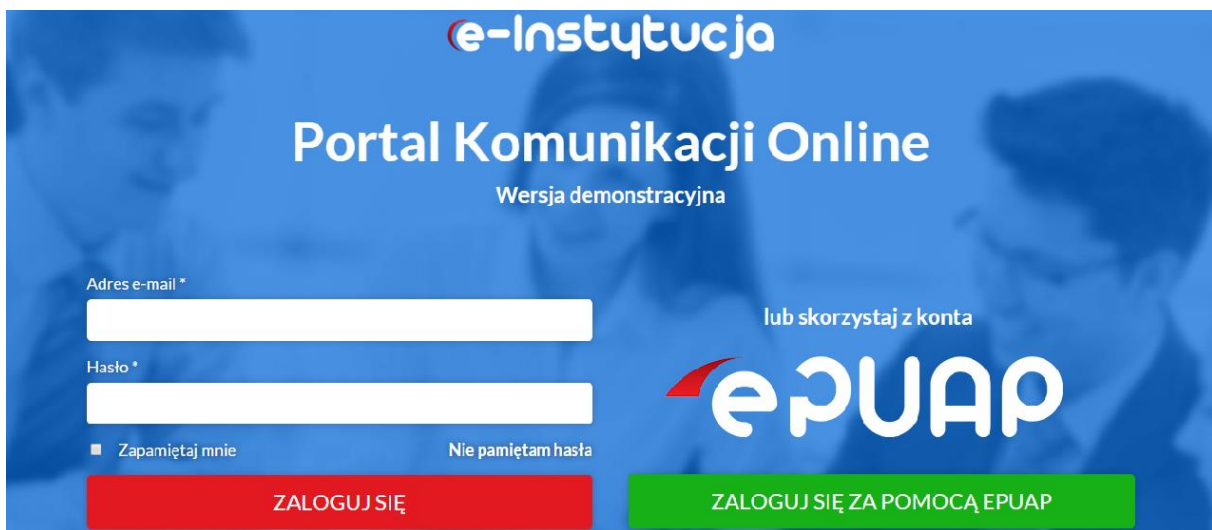 e-Instytucja
Portal Komunikacji Online
Wersja demonstracyjna
Adres e-mail *
Hasło *
Zapamiętaj mnie
Nie pamiętam hasła
ZALOGUJ SIĘ
lub skorzystaj z konta
ePUAP
ZALOGUJ SIĘ ZA POMOCĄ EPUAP